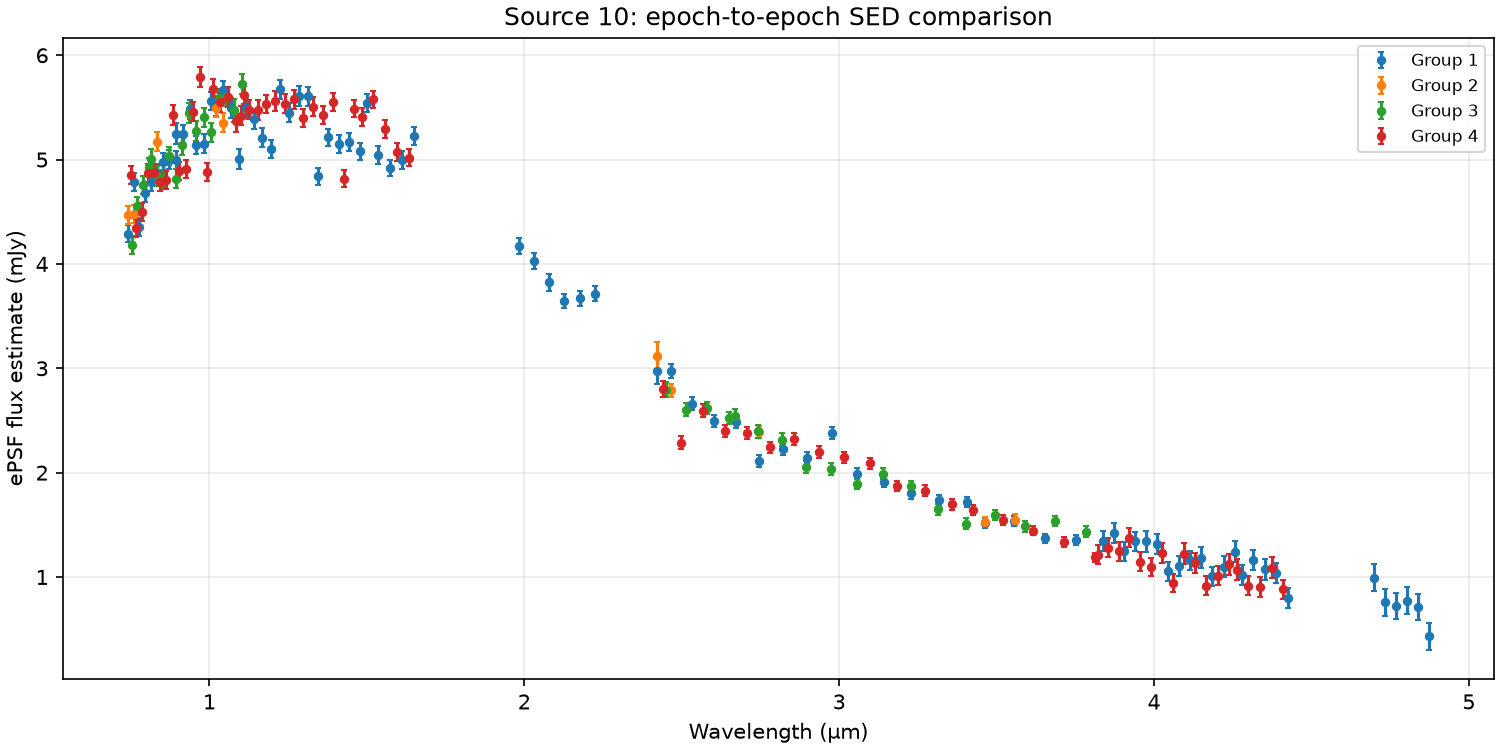 Source 10: epoch-to-epoch SED comparison
ePSF flux estimate (mJy)
6
5
4
3
2
1
Group 1
Group 2
Group 3
Group 4
1 2 3 4 5
Wavelength (μm)